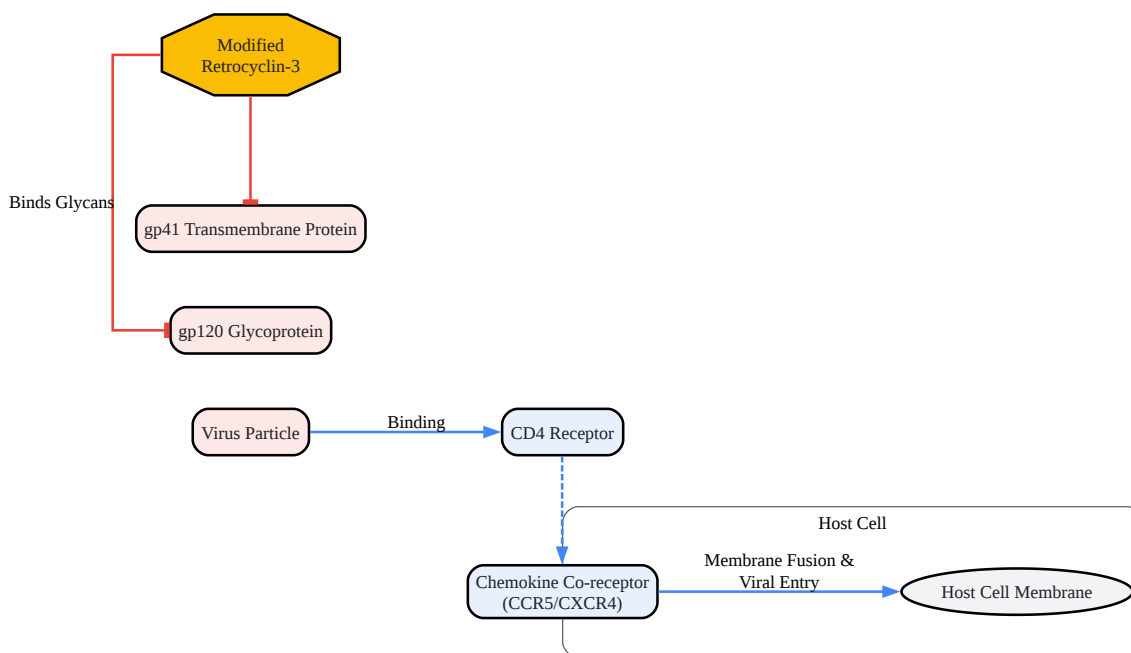 Modified
Retrocyclin-3
Binds Glycans
gp41 Transmembrane Protein
gp120 Glycoprotein
Virus Particle
Binding
CD4 Receptor
Host Cell
Chemokine Co-receptor
(CCR5/CXCR4)
Membrane Fusion &
Viral Entry
Host Cell Membrane